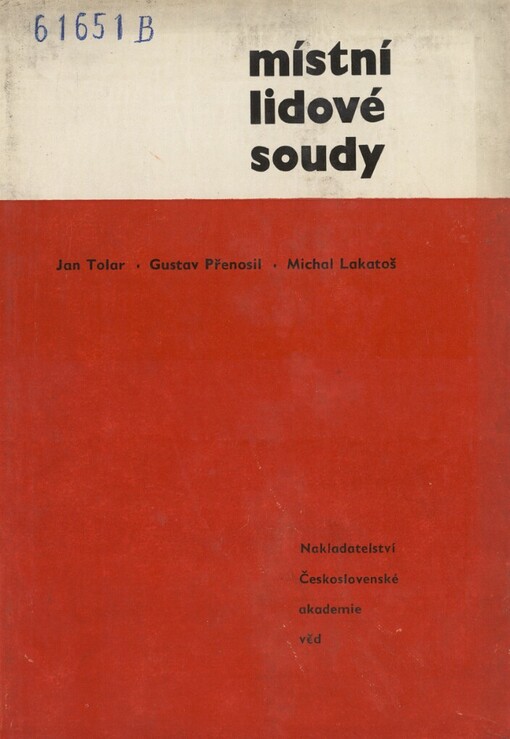 61651 B
místní
lidové
soudy
Jan Tolar · Gustav Přenosil · Michal Lakatoš
Nakladatelství
Československé
akademie
věd